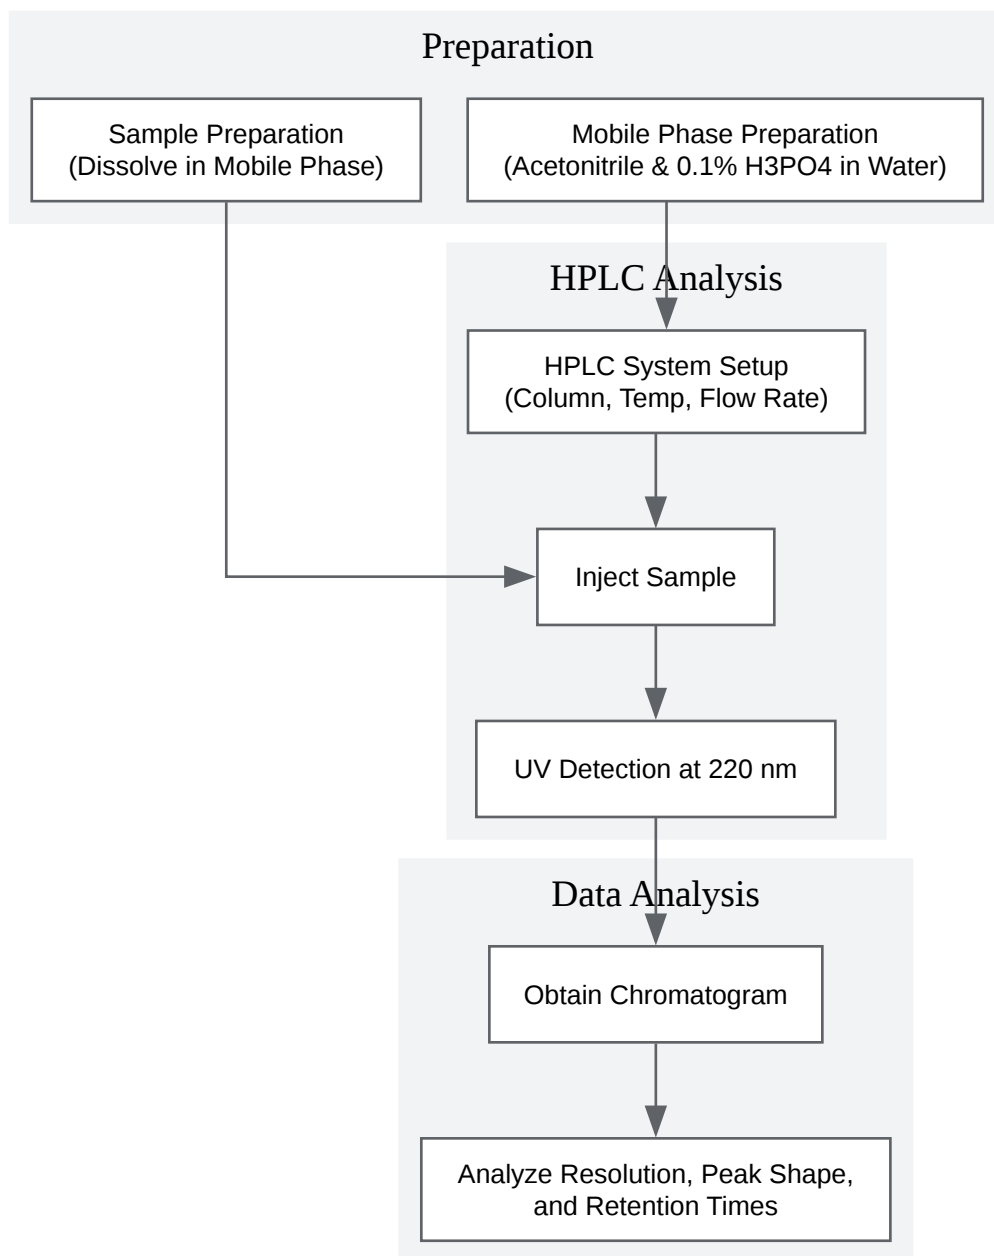 Preparation
Sample Preparation
(Dissolve in Mobile Phase)
Mobile Phase Preparation
(Acetonitrile & 0.1% H3PO4 in Water)
HPLC Analysis
HPLC System Setup
(Column, Temp, Flow Rate)
Inject Sample
UV Detection at 220 nm
Data Analysis
Obtain Chromatogram
Analyze Resolution, Peak Shape,
and Retention Times